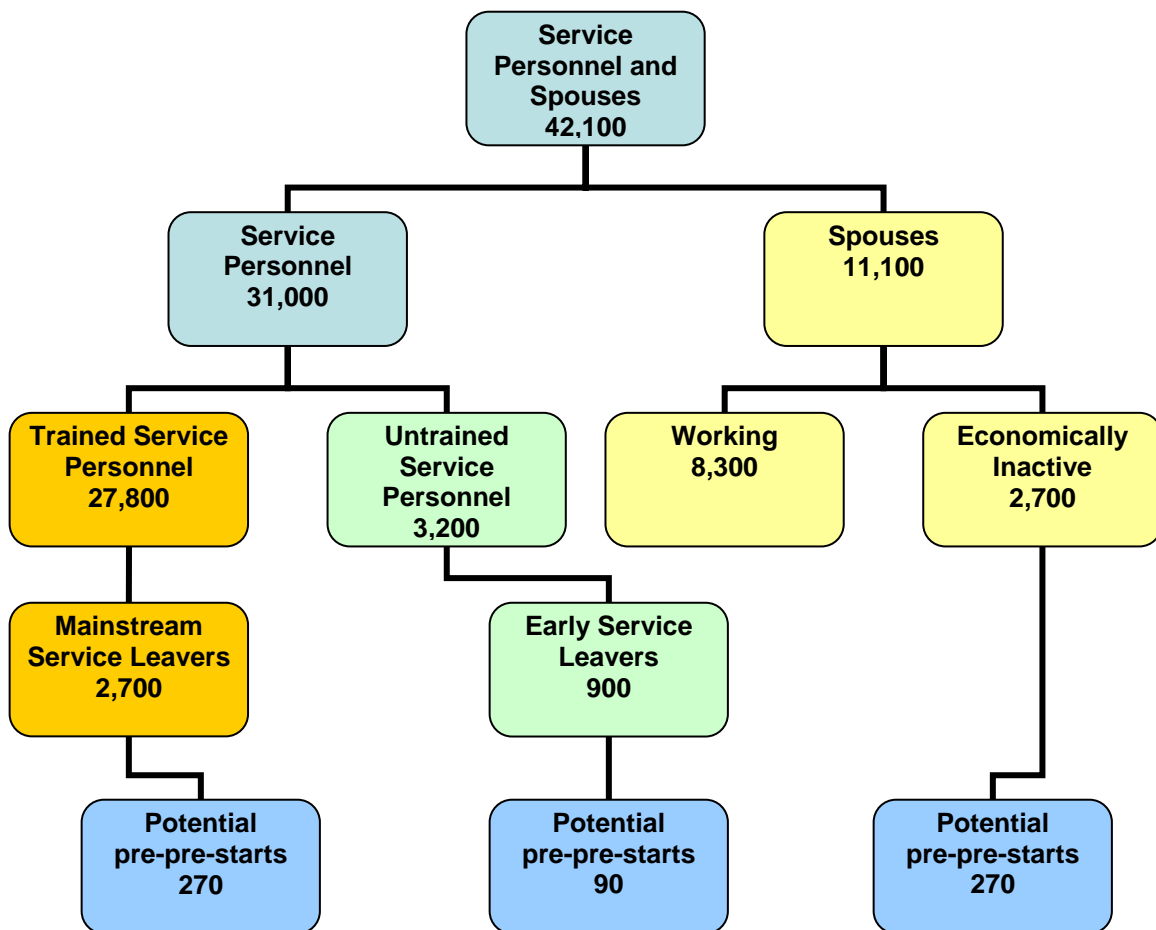 Service
Personnel and
Spouses
42,100
Service
Personnel
31,000
Spouses
11,100
Trained Service
Personnel
27,800
Untrained
Service
Personnel
3,200
Working
8,300
Economically
Inactive
2,700
Mainstream
Service Leavers
2,700
Early Service
Leavers
900
Potential
pre-pre-starts
270
Potential
pre-pre-starts
90
Potential
pre-pre-starts
270